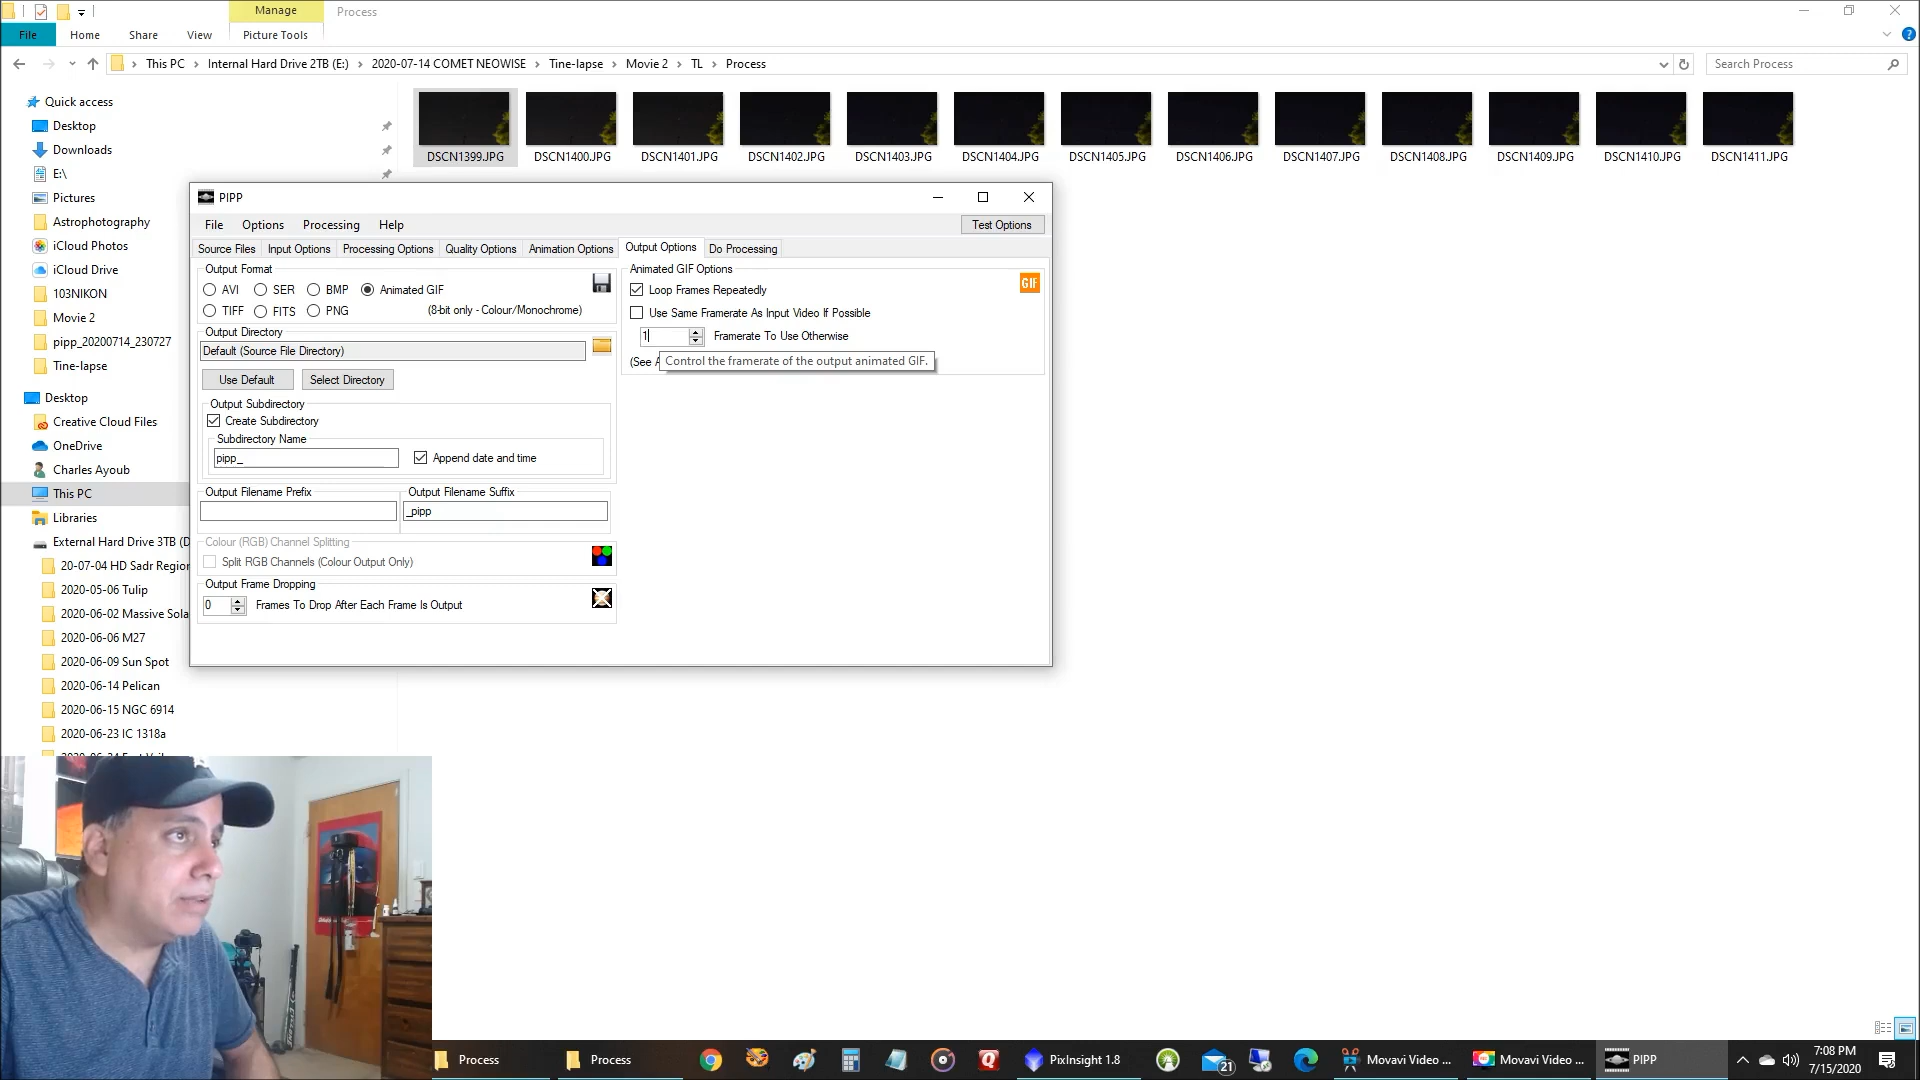 Manage
Process
File
Home
Share
View
Picture Tools
This PC
Internal Hard Drive 2TB (E:)
2020-07-14 COMET NEOWISE
Tine-lapse
Movie 2
TL
Process
Search Process
Quick access
Desktop
Downloads
E:\
Pictures
Astrophotography
iCloud Photos
iCloud Drive
103NIKON
Movie 2
pipp_20200714_230727
Tine-lapse
Desktop
Creative Cloud Files
OneDrive
Charles Ayoub
This PC
Libraries
External Hard Drive 3TB (D
20-07-04 HD Sadr Region
2020-05-06 Tulip
2020-06-02 Massive Sola
2020-06-06 M27
2020-06-09 Sun Spot
2020-06-14 Pelican
2020-06-15 NGC 6914
2020-06-23 IC 1318a
DSCN1399.JPG
DSCN1400.JPG
DSCN1401.JPG
DSCN1402.JPG
DSCN1403.JPG
DSCN1404.JPG
DSCN1405.JPG
DSCN1406.JPG
DSCN1407.JPG
DSCN1408.JPG
DSCN1409.JPG
DSCN1410.JPG
DSCN1411.JPG
PIPP
File
Options
Processing
Help
Test Options
Source Files
Input Options
Processing Options
Quality Options
Animation Options
Output Options
Do Processing
Output Format
AVI
SER
BMP
Animated GIF
TIFF
FITS
PNG
(8-bit only - Colour/Monochrome)
Output Directory
Default (Source File Directory)
Use Default
Select Directory
Output Subdirectory
Create Subdirectory
Subdirectory Name
pipp_
Append date and time
Output Filename Prefix
Output Filename Suffix
_pipp
Colour (RGB) Channel Splitting
Split RGB Channels (Colour Output Only)
Output Frame Dropping
0
Frames To Drop After Each Frame Is Output
Animated GIF Options
GIF
Loop Frames Repeatedly
Use Same Framerate As Input Video If Possible
1
Framerate To Use Otherwise
(See A
Control the framerate of the output animated GIF.
Process
Process
21
PixInsight 1.8
Movavi Video ...
Movavi Video ...
PIPP
7:08 PM
7/15/2020